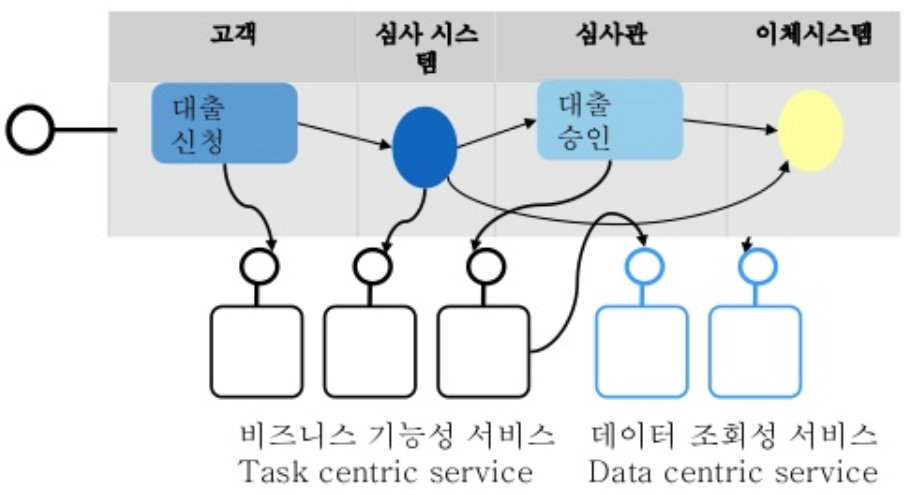 고객
심사 시스
템
심사관
이체시스템
대출
신청
대출
승인
비즈니스 기능성 서비스
Task centric service
데이터 조회성 서비스
Data centric service